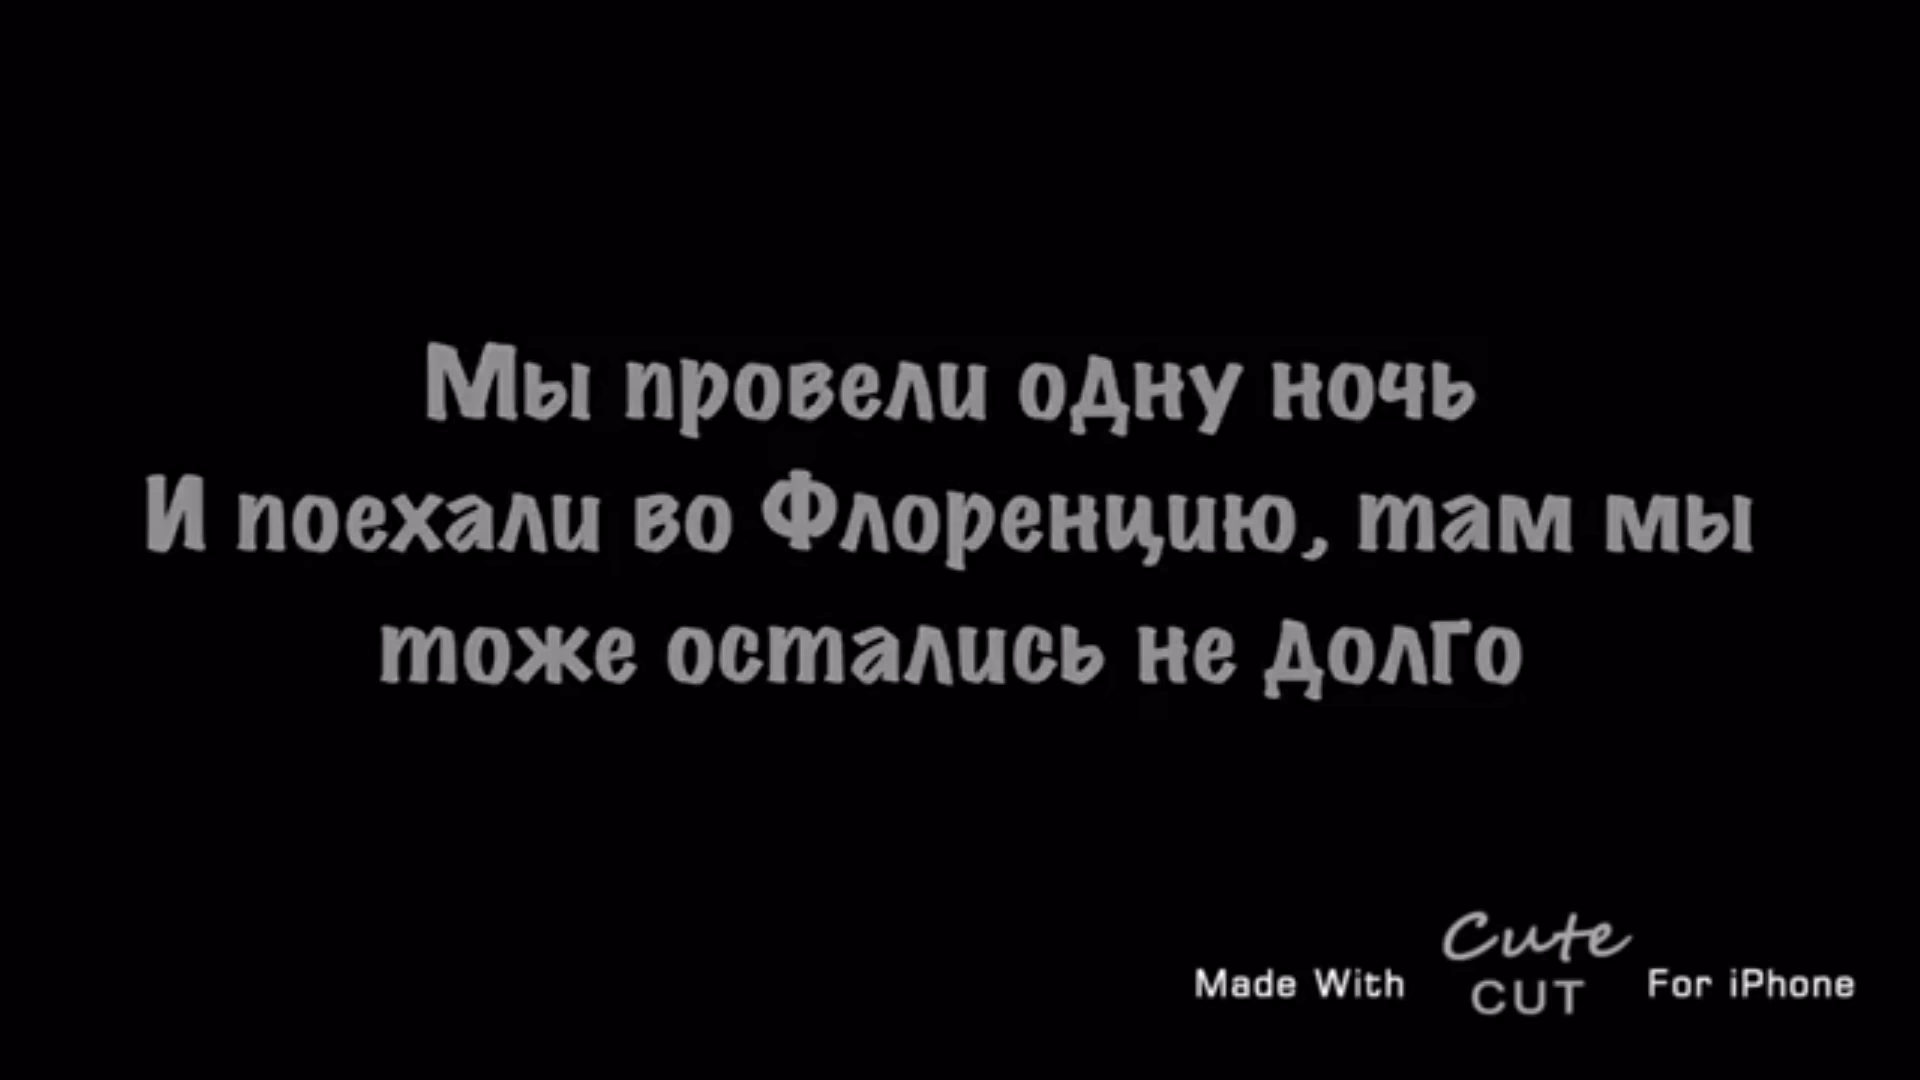 Мы провели одну ночь
И поехали во Флоренцию, там мы
тоже остались не долго
Made With Cute CUT For iPhone